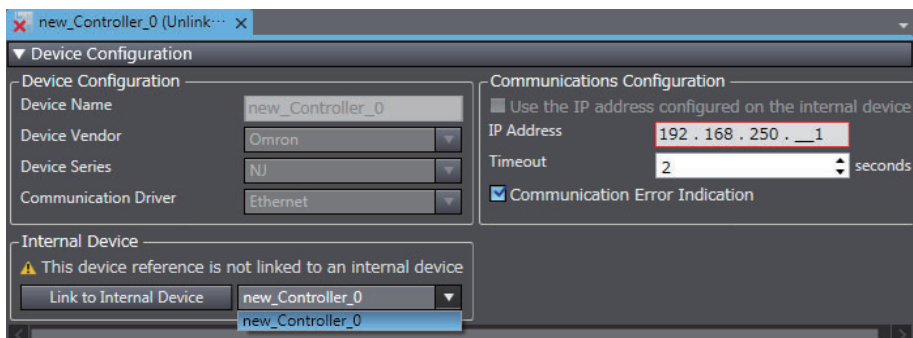 new_Controller_0 (Unlink···
Device Configuration
Device Configuration
Device Name
new_Controller_0
Device Vendor
Omron
Device Series
NJ
Communication Driver
Ethernet
Communications Configuration
Use the IP address configured on the internal device
IP Address
192 . 168 . 250 . __1
Timeout
2
seconds
Communication Error Indication
Internal Device
This device reference is not linked to an internal device
Link to Internal Device
new_Controller_0
new_Controller_0